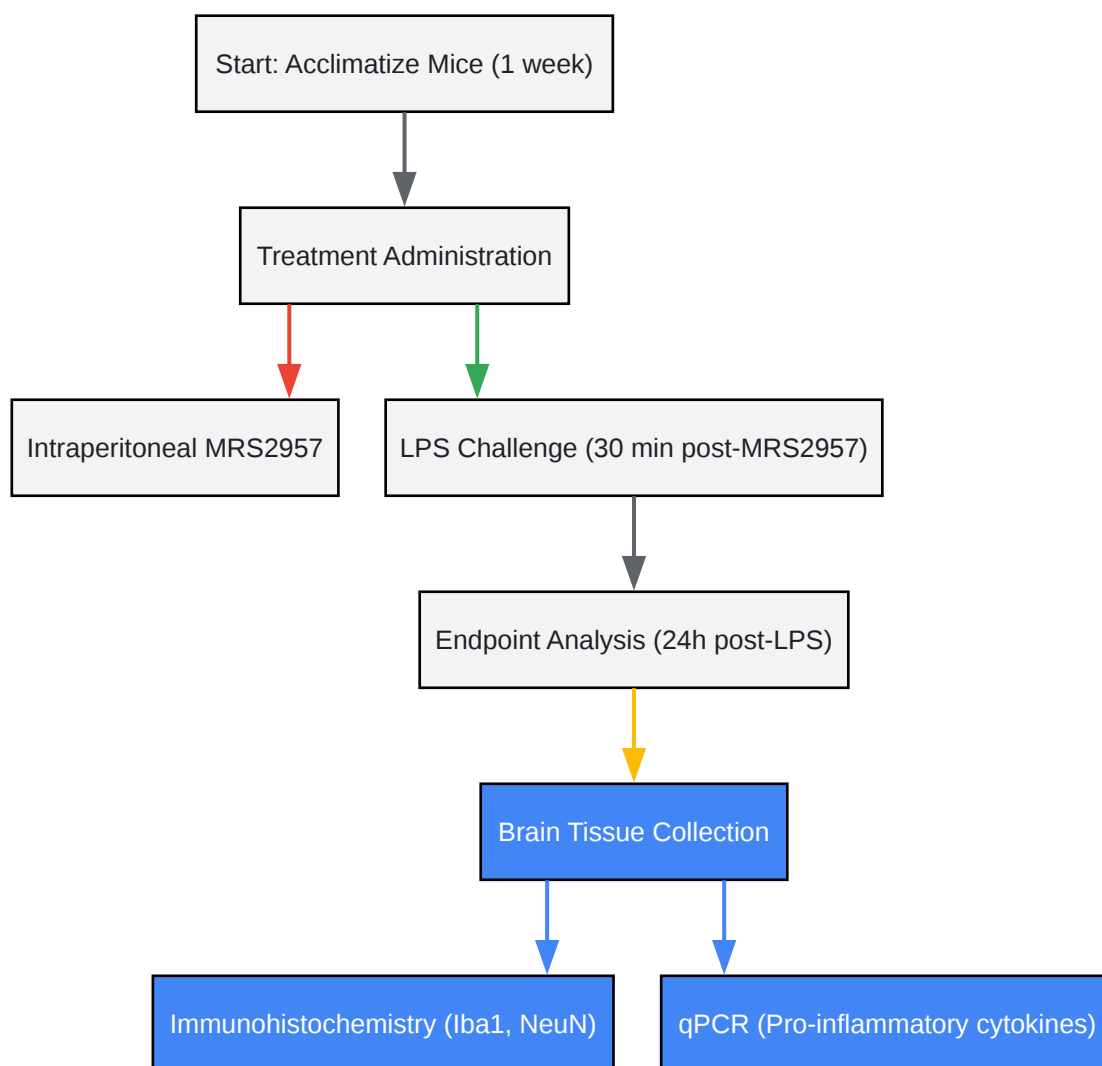 Start: Acclimatize Mice (1 week)
Treatment Administration
Intraperitoneal MRS2957
LPS Challenge (30 min post-MRS2957)
Endpoint Analysis (24h post-LPS)
Brain Tissue Collection
Immunohistochemistry (Iba1, NeuN)
qPCR (Pro-inflammatory cytokines)